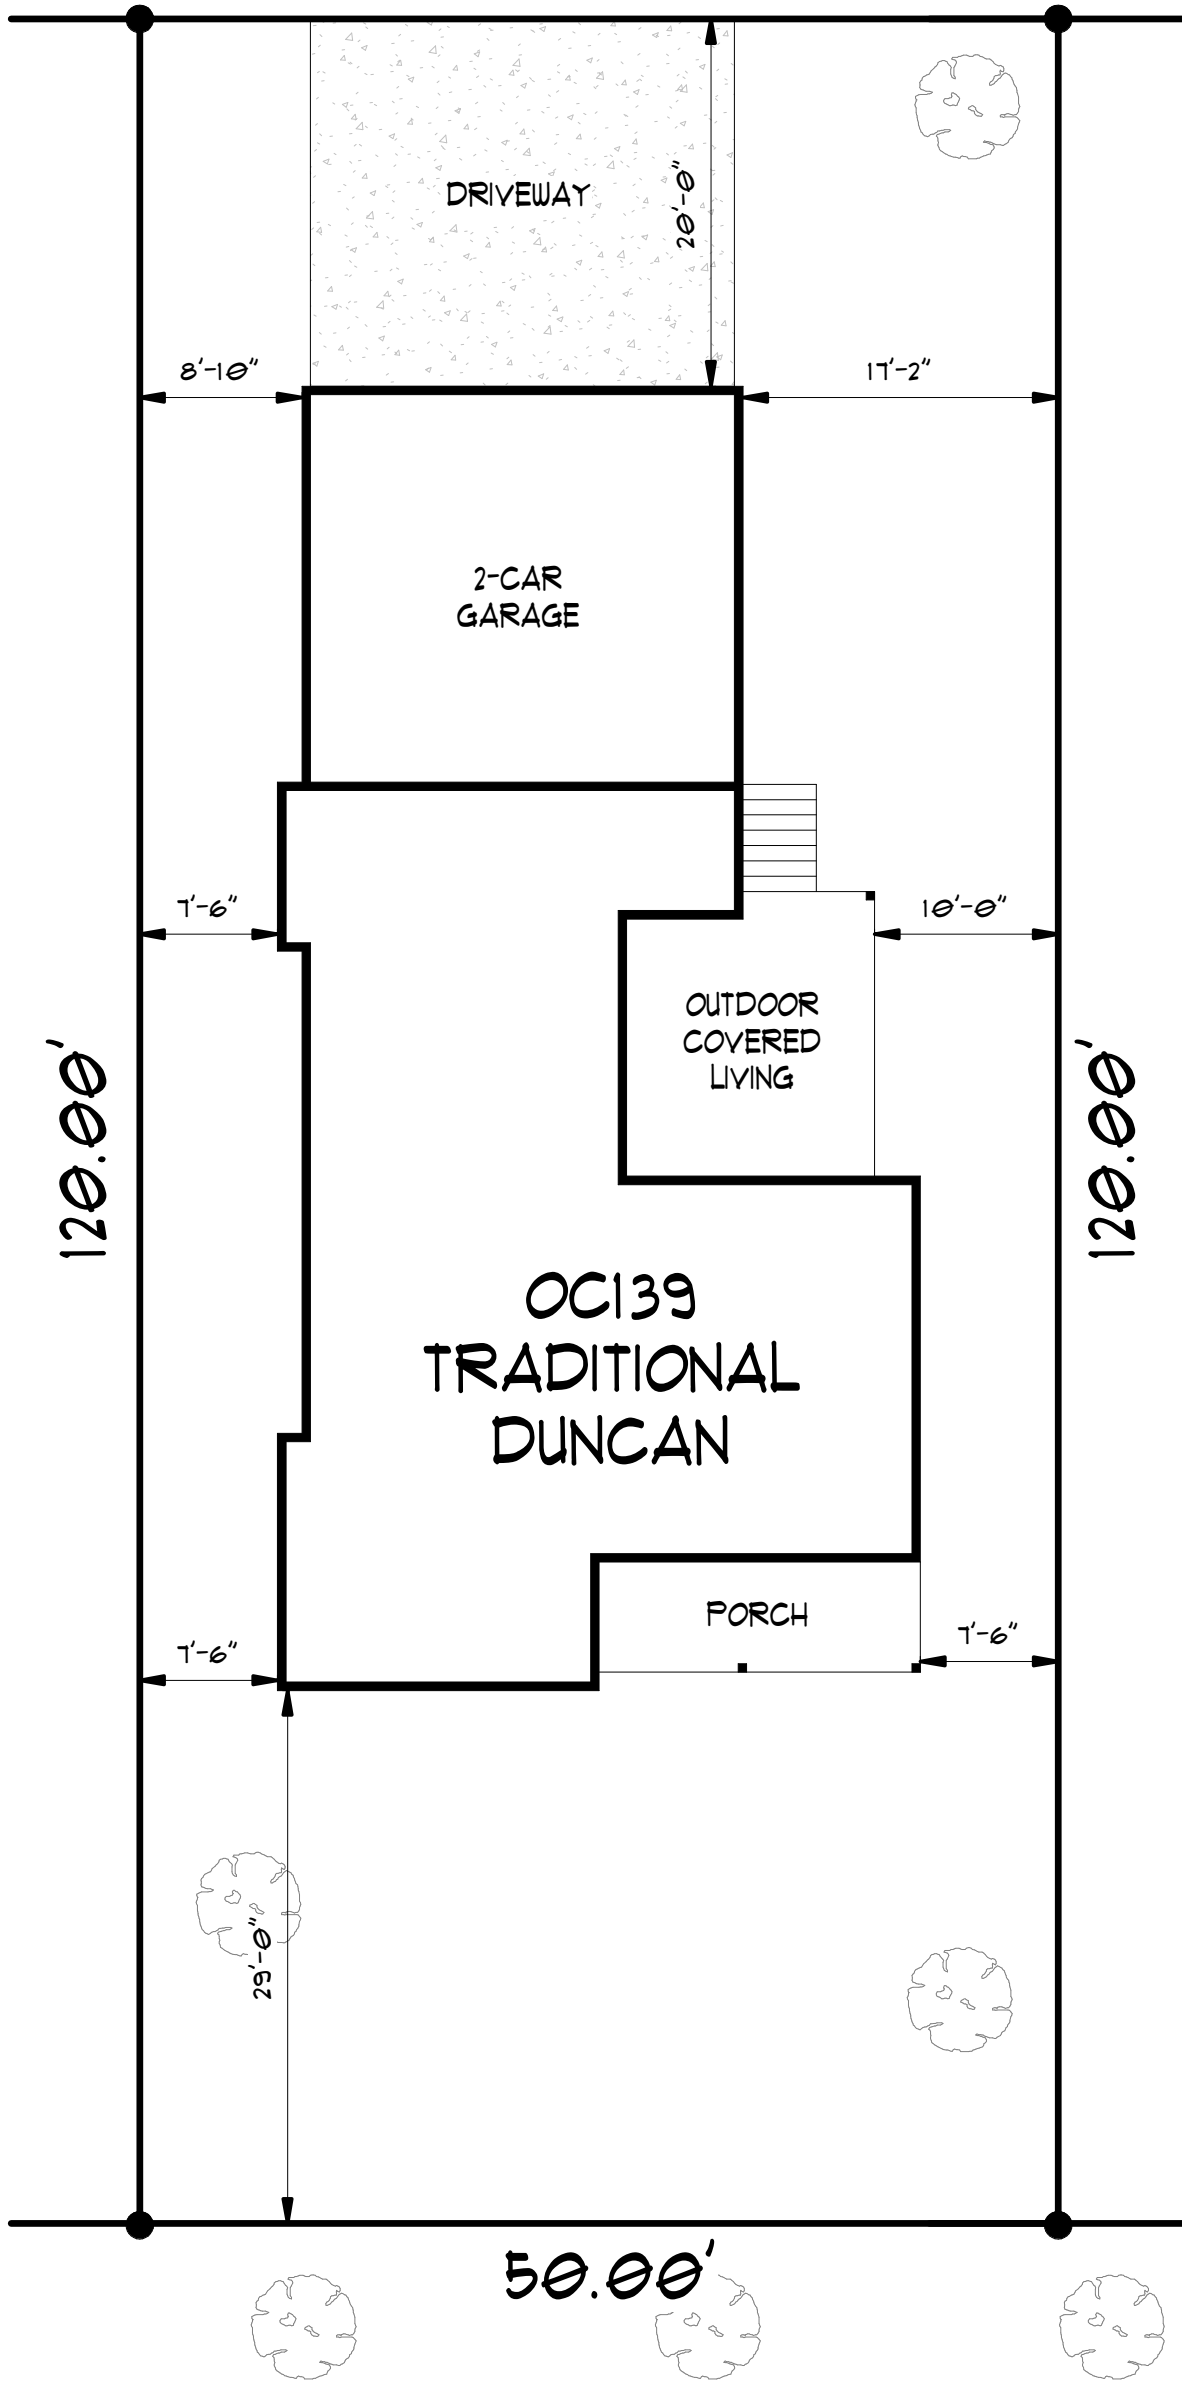 DRIVEWAY
20'-0"
8'-10"
17'-2"
2-CAR
GARAGE
7'-6"
10'-0"
OUTDOOR
COVERED
LIVING
120.00'
120.00'
OC139
TRADITIONAL
DUNCAN
PORCH
7'-6"
7'-6"
29'-0"
50.00'